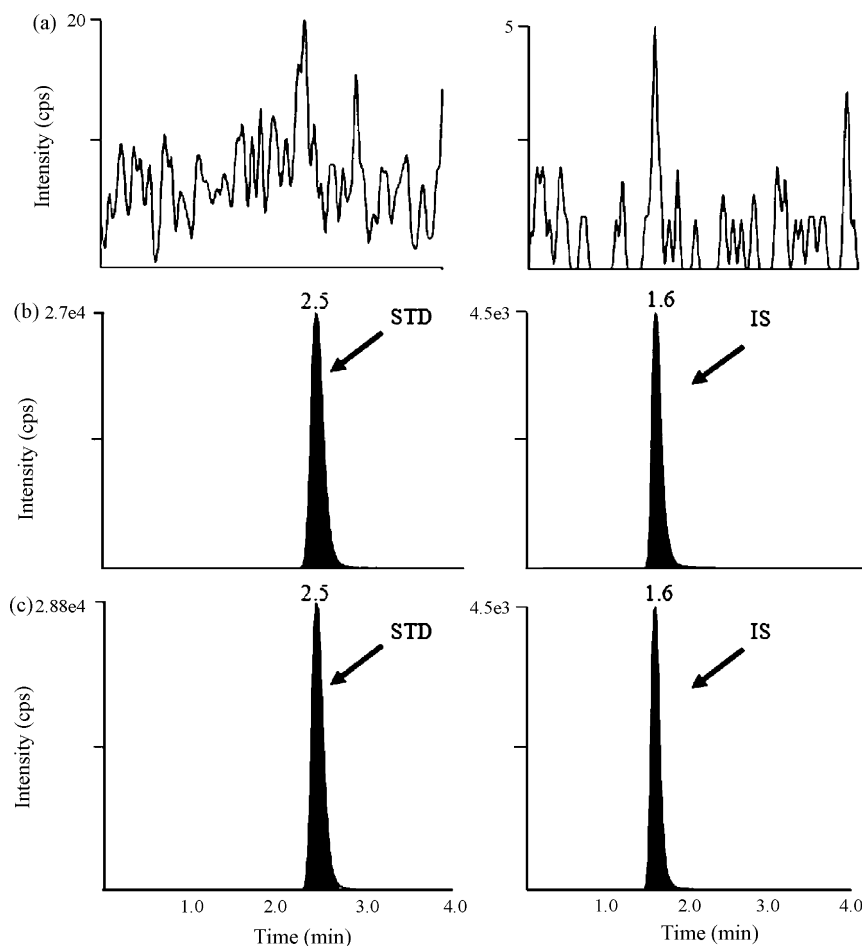 (a)
20
5
Intensity (cps)
(b)
2.7e4
2.5
STD
4.5e3
1.6
IS
Intensity (cps)
(c)
2.88e4
2.5
STD
4.5e3
1.6
IS
Intensity (cps)
1.0 2.0 3.0 4.0
1.0 2.0 3.0 4.0
Time (min)
Time (min)